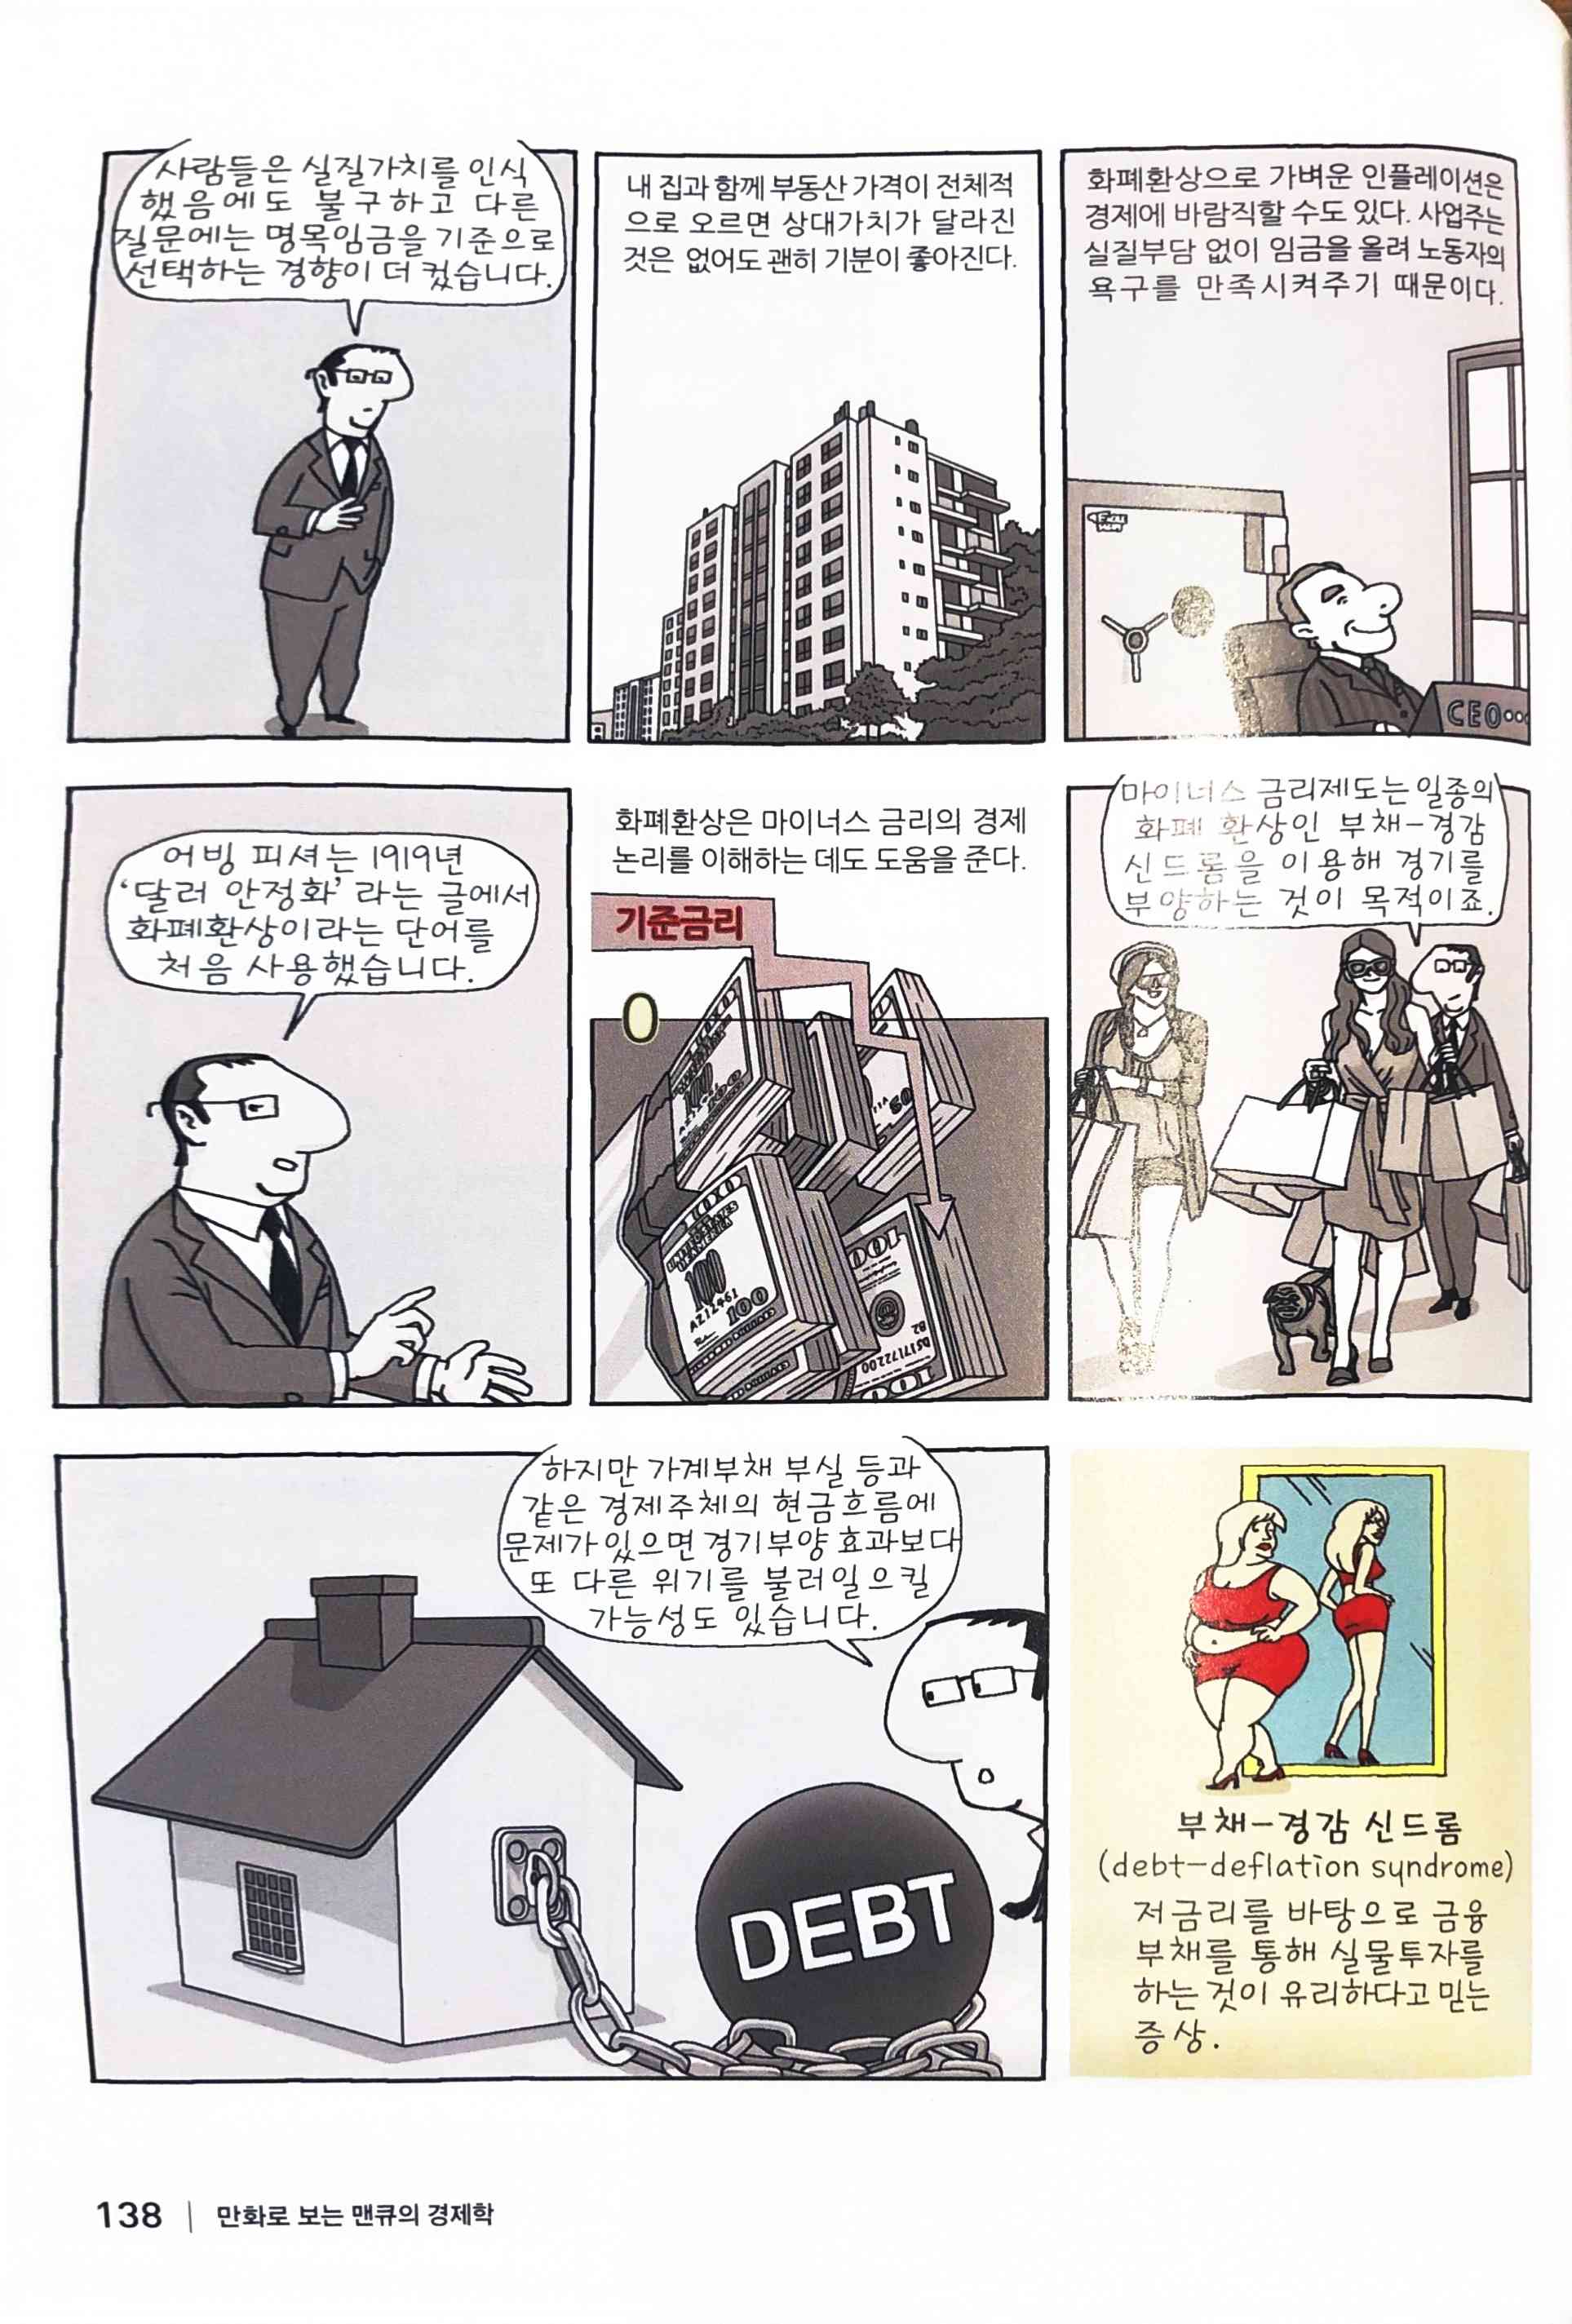 사람들은 실질가치를 인식
했음에도 불구하고 다른
질문에는 명목임금을 기준으로
선택하는 경향이 더 컸습니다.
내 집과 함께 부동산 가격이 전체적
으로 오르면 상대가치가 달라진
것은 없어도 괜히 기분이 좋아진다.
화폐환상으로 가벼운 인플레이션은
경제에 바람직할 수도 있다. 사업주는
실질부담 없이 임금을 올려 노동자의
욕구를 만족시켜주기 때문이다.
CEO
어빙 피셔는 1919년
'달러 안정화' 라는 글에서
화폐환상이라는 단어를
처음 사용했습니다.
화폐환상은 마이너스 금리의 경제
논리를 이해하는 데도 도움을 준다.
기준금리
0
100
50
100
UNITED STATES
OF AMERICA
100
AZ12461
100
100
DS1717220O
B2
100
마이너스 금리제도는 일종의
화폐 환상인 부채-경감
신드롬을 이용해 경기를
부양하는 것이 목적이죠.
하지만 가계부채 부실 등과
같은 경제주체의 현금흐름에
문제가 있으면 경기부양 효과보다
또 다른 위기를 불러일으킬
가능성도 있습니다.
DEBT
부채-경감 신드롬
(debt-deflation syndrome)
저금리를 바탕으로 금융
부채를 통해 실물투자를
하는 것이 유리하다고 믿는
증상.
138 | 만화로 보는 맨큐의 경제학